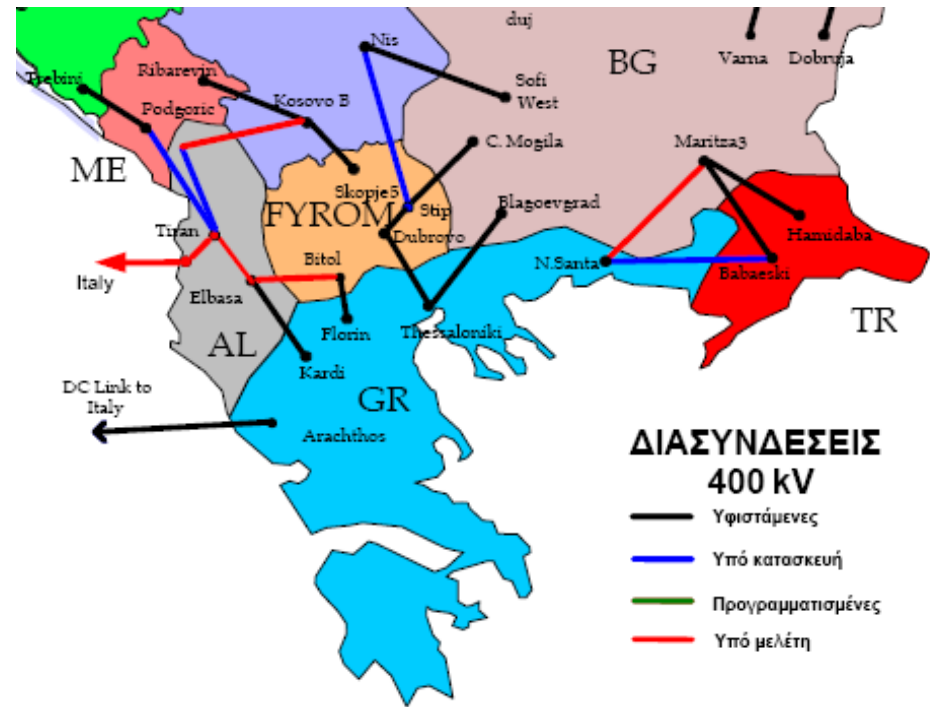 duj
Nis
BG
Varna
Dobruja
Trebinj
Ribarevin
Sofi
West
Podgoric
Kosovo B
C. Mogila
Maritza3
ME
Skopje5
FYROM
Stip
Blagoevgrad
Tiran
Dubrovo
Hamidaba
Bitol
N.Santa
Babaeski
Italy
Elbasa
Florin
Thessaloniki
TR
AL
Kardi
DC Link to
Italy
GR
Arachthos
ΔΙΑΣΥΝΔΕΣΕΙΣ
400 kV
Υφιστάμενες
Υπό κατασκευή
Προγραμματισμένες
Υπό μελέτη